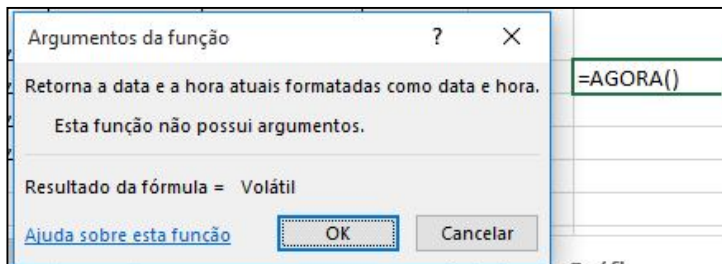 Argumentos da função ? X
Retorna a data e a hora atuais formatadas como data e hora.
=AGORA()
Esta função não possui argumentos.
Resultado da fórmula = Volátil
Ajuda sobre esta função OK Cancelar